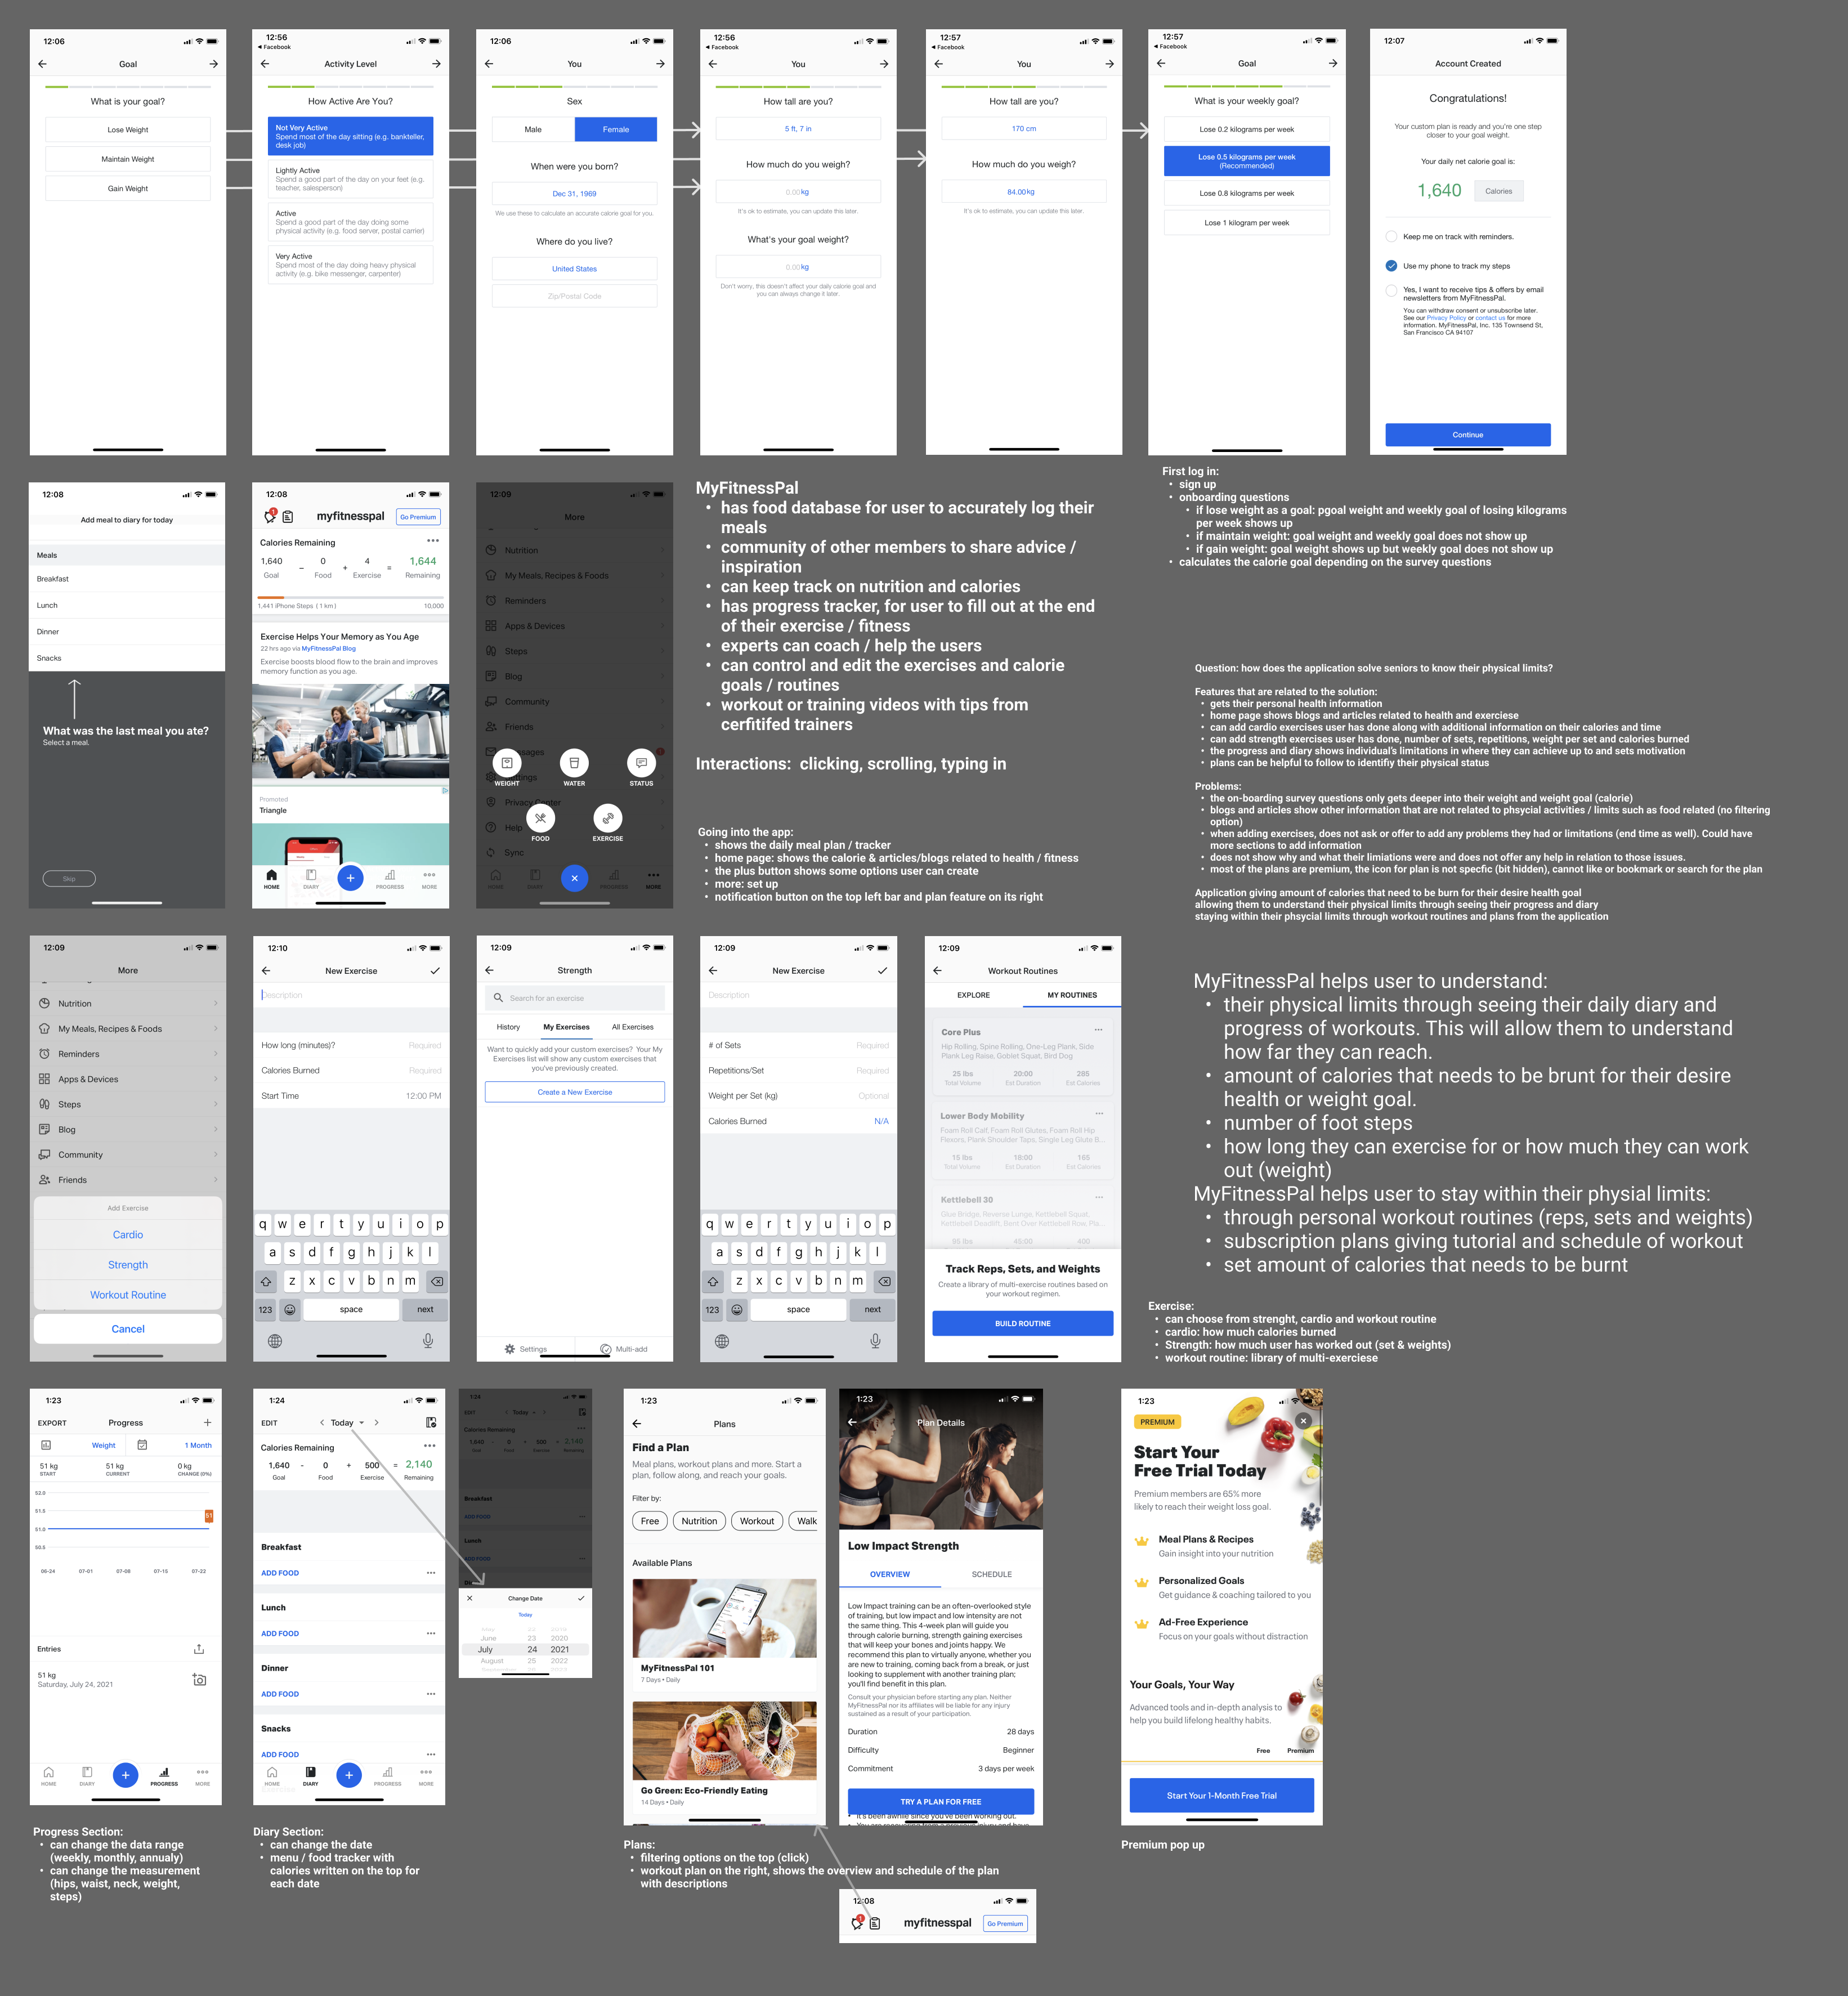 12:06
Goal
What is your goal?
Lose Weight
Maintain Weight
Gain Weight
12:56
Facebook
Activity Level
How Active Are You?
Not Very Active
Spend most of the day sitting (e.g. bankteller,
desk job)
Lightly Active
Spend a good part of the day on your feet (e.g.
teacher, salesperson)
Active
Spend a good part of the day doing some
physical activity (e.g. food server, postal carrier)
Very Active
Spend most of the day doing heavy physical
activity (e.g. bike messenger, carpenter)
12:06
You
Sex
Male
Female
When were you born?
Dec 31, 1969
We use these to calculate an accurate calorie goal for you.
Where do you live?
United States
Zip/Postal Code
12:56
Facebook
You
How tall are you?
5 ft, 7 in
How much do you weigh?
0.00 kg
It's ok to estimate, you can update this later.
What's your goal weight?
0.00 kg
Don't worry, this doesn't affect your daily calorie goal and
you can always change it later.
12:57
Facebook
You
How tall are you?
170 cm
How much do you weigh?
84.00 kg
It's ok to estimate, you can update this later.
12:57
Facebook
Goal
What is your weekly goal?
Lose 0.2 kilograms per week
Lose 0.5 kilograms per week
(Recommended)
Lose 0.8 kilograms per week
Lose 1 kilogram per week
12:07
Account Created
Congratulations!
Your custom plan is ready and you're one step
closer to your goal weight.
Your daily net calorie goal is:
1,640 Calories
Keep me on track with reminders.
Use my phone to track my steps
Yes, I want to receive tips & offers by email
newsletters from MyFitnessPal.
You can withdraw consent or unsubscribe later.
See our Privacy Policy or contact us for more
information. MyFitnessPal, Inc. 135 Townsend St,
San Francisco CA 94107
Continue
12:08
Add meal to diary for today
Meals
Breakfast
Lunch
Dinner
Snacks
What was the last meal you ate?
Select a meal.
Skip
12:08
1
myfitnesspal
Go Premium
Calories Remaining
1,640 - 0 + 4 = 1,644
Goal Food Exercise Remaining
1,441 iPhone Steps ( 1 km ) 10,000
Exercise Helps Your Memory as You Age
22 hrs ago via MyFitnessPal Blog
Exercise boosts blood flow to the brain and improves
memory function as you age.
Promoted
Triangle
HOME DIARY PROGRESS MORE
12:09
More
Nutrition
My Meals, Recipes & Foods
Reminders
Apps & Devices
Steps
Blog
Community
Friends
WEIGHT WATER STATUS
Privacy Center
Help
FOOD EXERCISE
Sync
HOME DIARY PROGRESS MORE
MyFitnessPal
• has food database for user to accurately log their
meals
• community of other members to share advice /
inspiration
• can keep track on nutrition and calories
• has progress tracker, for user to fill out at the end
of their exercise / fitness
• experts can coach / help the users
• can control and edit the exercises and calorie
goals / routines
• workout or training videos with tips from
cerfitifed trainers
Interactions: clicking, scrolling, typing in
Going into the app:
• shows the daily meal plan / tracker
• home page: shows the calorie & articles/blogs related to health / fitness
• the plus button shows some options user can create
• more: set up
• notification button on the top left bar and plan feature on its right
First log in:
• sign up
• onboarding questions
• if lose weight as a goal: pgoal weight and weekly goal of losing kilograms
per week shows up
• if maintain weight: goal weight and weekly goal does not show up
• if gain weight: goal weight shows up but weekly goal does not show up
• calculates the calorie goal depending on the survey questions
Question: how does the application solve seniors to know their physical limits?
Features that are related to the solution:
• gets their personal health information
• home page shows blogs and articles related to health and exerciese
• can add cardio exercises user has done along with additional information on their calories and time
• can add strength exercises user has done, number of sets, repetitions, weight per set and calories burned
• the progress and diary shows individual's limitations in where they can achieve up to and sets motivation
• plans can be helpful to follow to identifiy their physical status
Problems:
• the on-boarding survey questions only gets deeper into their weight and weight goal (calorie)
• blogs and articles show other information that are not related to phsycial activities / limits such as food related (no filtering
option)
• when adding exercises, does not ask or offer to add any problems they had or limitations (end time as well). Could have
more sections to add information
• does not show why and what their limiations were and does not offer any help in relation to those issues.
• most of the plans are premium, the icon for plan is not specfic (bit hidden), cannot like or bookmark or search for the plan
Application giving amount of calories that need to be burn for their desire health goal
allowing them to understand their physical limits through seeing their progress and diary
staying within their phsycial limits through workout routines and plans from the application
12:09
More
Nutrition
My Meals, Recipes & Foods
Reminders
Apps & Devices
Steps
Blog
Community
Friends
Add Exercise
Cardio
Strength
Workout Routine
Cancel
12:10
New Exercise
Description
How long (minutes)? Required
Calories Burned Required
Start Time 12:00 PM
q w e r t y u i o p
a s d f g h j k l
z x c v b n m
123 space next
12:09
Strength
Search for an exercise
History My Exercises All Exercises
Want to quickly add your custom exercises? Your My
Exercises list will show any custom exercises that
you've previously created.
Create a New Exercise
Settings Multi-add
12:09
New Exercise
Description
# of Sets Required
Repetitions/Set Required
Weight per Set (kg) Optional
Calories Burned N/A
q w e r t y u i o p
a s d f g h j k l
z x c v b n m
123 space next
12:09
Workout Routines
EXPLORE MY ROUTINES
Core Plus
Hip Rolling, Spine Rolling, One-Leg Plank, Side
Plank Leg Raise, Goblet Squat, Bird Dog
25 lbs 20:00 285
Total Volume Est Duration Est Calories
Lower Body Mobility
Foam Roll Calf, Foam Roll Glutes, Foam Roll Hip
Flexors, Plank Shoulder Taps, Single Leg Glute B...
15 lbs 18:00 165
Total Volume Est Duration Est Calories
Kettlebell 30
Glue Bridge, Reverse Lunge, Kettlebell Squat,
Kettlebell Deadlift, Bent Over Kettlebell Row, Pla...
95 lbs 45:00 400
Track Reps, Sets, and Weights
Create a library of multi-exercise routines based on
your workout regimen.
BUILD ROUTINE
MyFitnessPal helps user to understand:
• their physical limits through seeing their daily diary and
progress of workouts. This will allow them to understand
how far they can reach.
• amount of calories that needs to be brunt for their desire
health or weight goal.
• number of foot steps
• how long they can exercise for or how much they can work
out (weight)
MyFitnessPal helps user to stay within their physial limits:
• through personal workout routines (reps, sets and weights)
• subscription plans giving tutorial and schedule of workout
• set amount of calories that needs to be burnt
Exercise:
• can choose from strenght, cardio and workout routine
• cardio: how much calories burned
• Strength: how much user has worked out (set & weights)
• workout routine: library of multi-exerciese
1:23
EXPORT Progress
Weight 1 Month
51 kg 51 kg 0 kg
START CURRENT CHANGE (0%)
52.0
51.5
51
51.0
50.5
06-24 07-01 07-08 07-15 07-22
Entries
51 kg
Saturday, July 24, 2021
HOME DIARY PROGRESS MORE
Progress Section:
• can change the data range
(weekly, monthly, annualy)
• can change the measurement
(hips, waist, neck, weight,
steps)
1:24
EDIT Today
Calories Remaining
1,640 - 0 + 500 = 2,140
Goal Food Exercise Remaining
Breakfast
ADD FOOD
Lunch
ADD FOOD
Dinner
ADD FOOD
Snacks
ADD FOOD
HOME DIARY PROGRESS MORE
Diary Section:
• can change the date
• menu / food tracker with
calories written on the top for
each date
1:24
EDIT Today
Calories Remaining
1,640 - 0 + 500 = 2,140
Goal Food Exercise Remaining
Breakfast
ADD FOOD
Lunch
ADD FOOD
Change Date
Today
June 23 2020
July 24 2021
August 25 2022
1:23
Plans
Find a Plan
Meal plans, workout plans and more. Start a
plan, follow along, and reach your goals.
Filter by:
Free Nutrition Workout Walk
Available Plans
MyFitnessPal 101
7 Days • Daily
Go Green: Eco-Friendly Eating
14 Days • Daily
Plans:
• filtering options on the top (click)
• workout plan on the right, shows the overview and schedule of the plan
with descriptions
1:23
Plan Details
Low Impact Strength
OVERVIEW SCHEDULE
Low Impact training can be an often-overlooked style
of training, but low impact and low intensity are not
the same thing. This 4-week plan will guide you
through calorie burning, strength gaining exercises
that will keep your bones and joints happy. We
recommend this plan to virtually anyone, whether you
are new to training, coming back from a break, or just
looking to supplement with another training plan;
you'll find benefit in this plan.
Consult your physician before starting any plan. Neither
MyFitnessPal nor its affiliates will be liable for any injury
sustained as a result of your participation.
Duration 28 days
Difficulty Beginner
Commitment 3 days per week
TRY A PLAN FOR FREE
• It's been awhile since you've been working out.
12:08
1
myfitnesspal
Go Premium
1:23
PREMIUM
Start Your
Free Trial Today
Premium members are 65% more
likely to reach their weight loss goal.
Meal Plans & Recipes
Gain insight into your nutrition
Personalized Goals
Get guidance & coaching tailored to you
Ad-Free Experience
Focus on your goals without distraction
Your Goals, Your Way
Advanced tools and in-depth analysis to
help you build lifelong healthy habits.
Free Premium
Start Your 1-Month Free Trial
Premium pop up